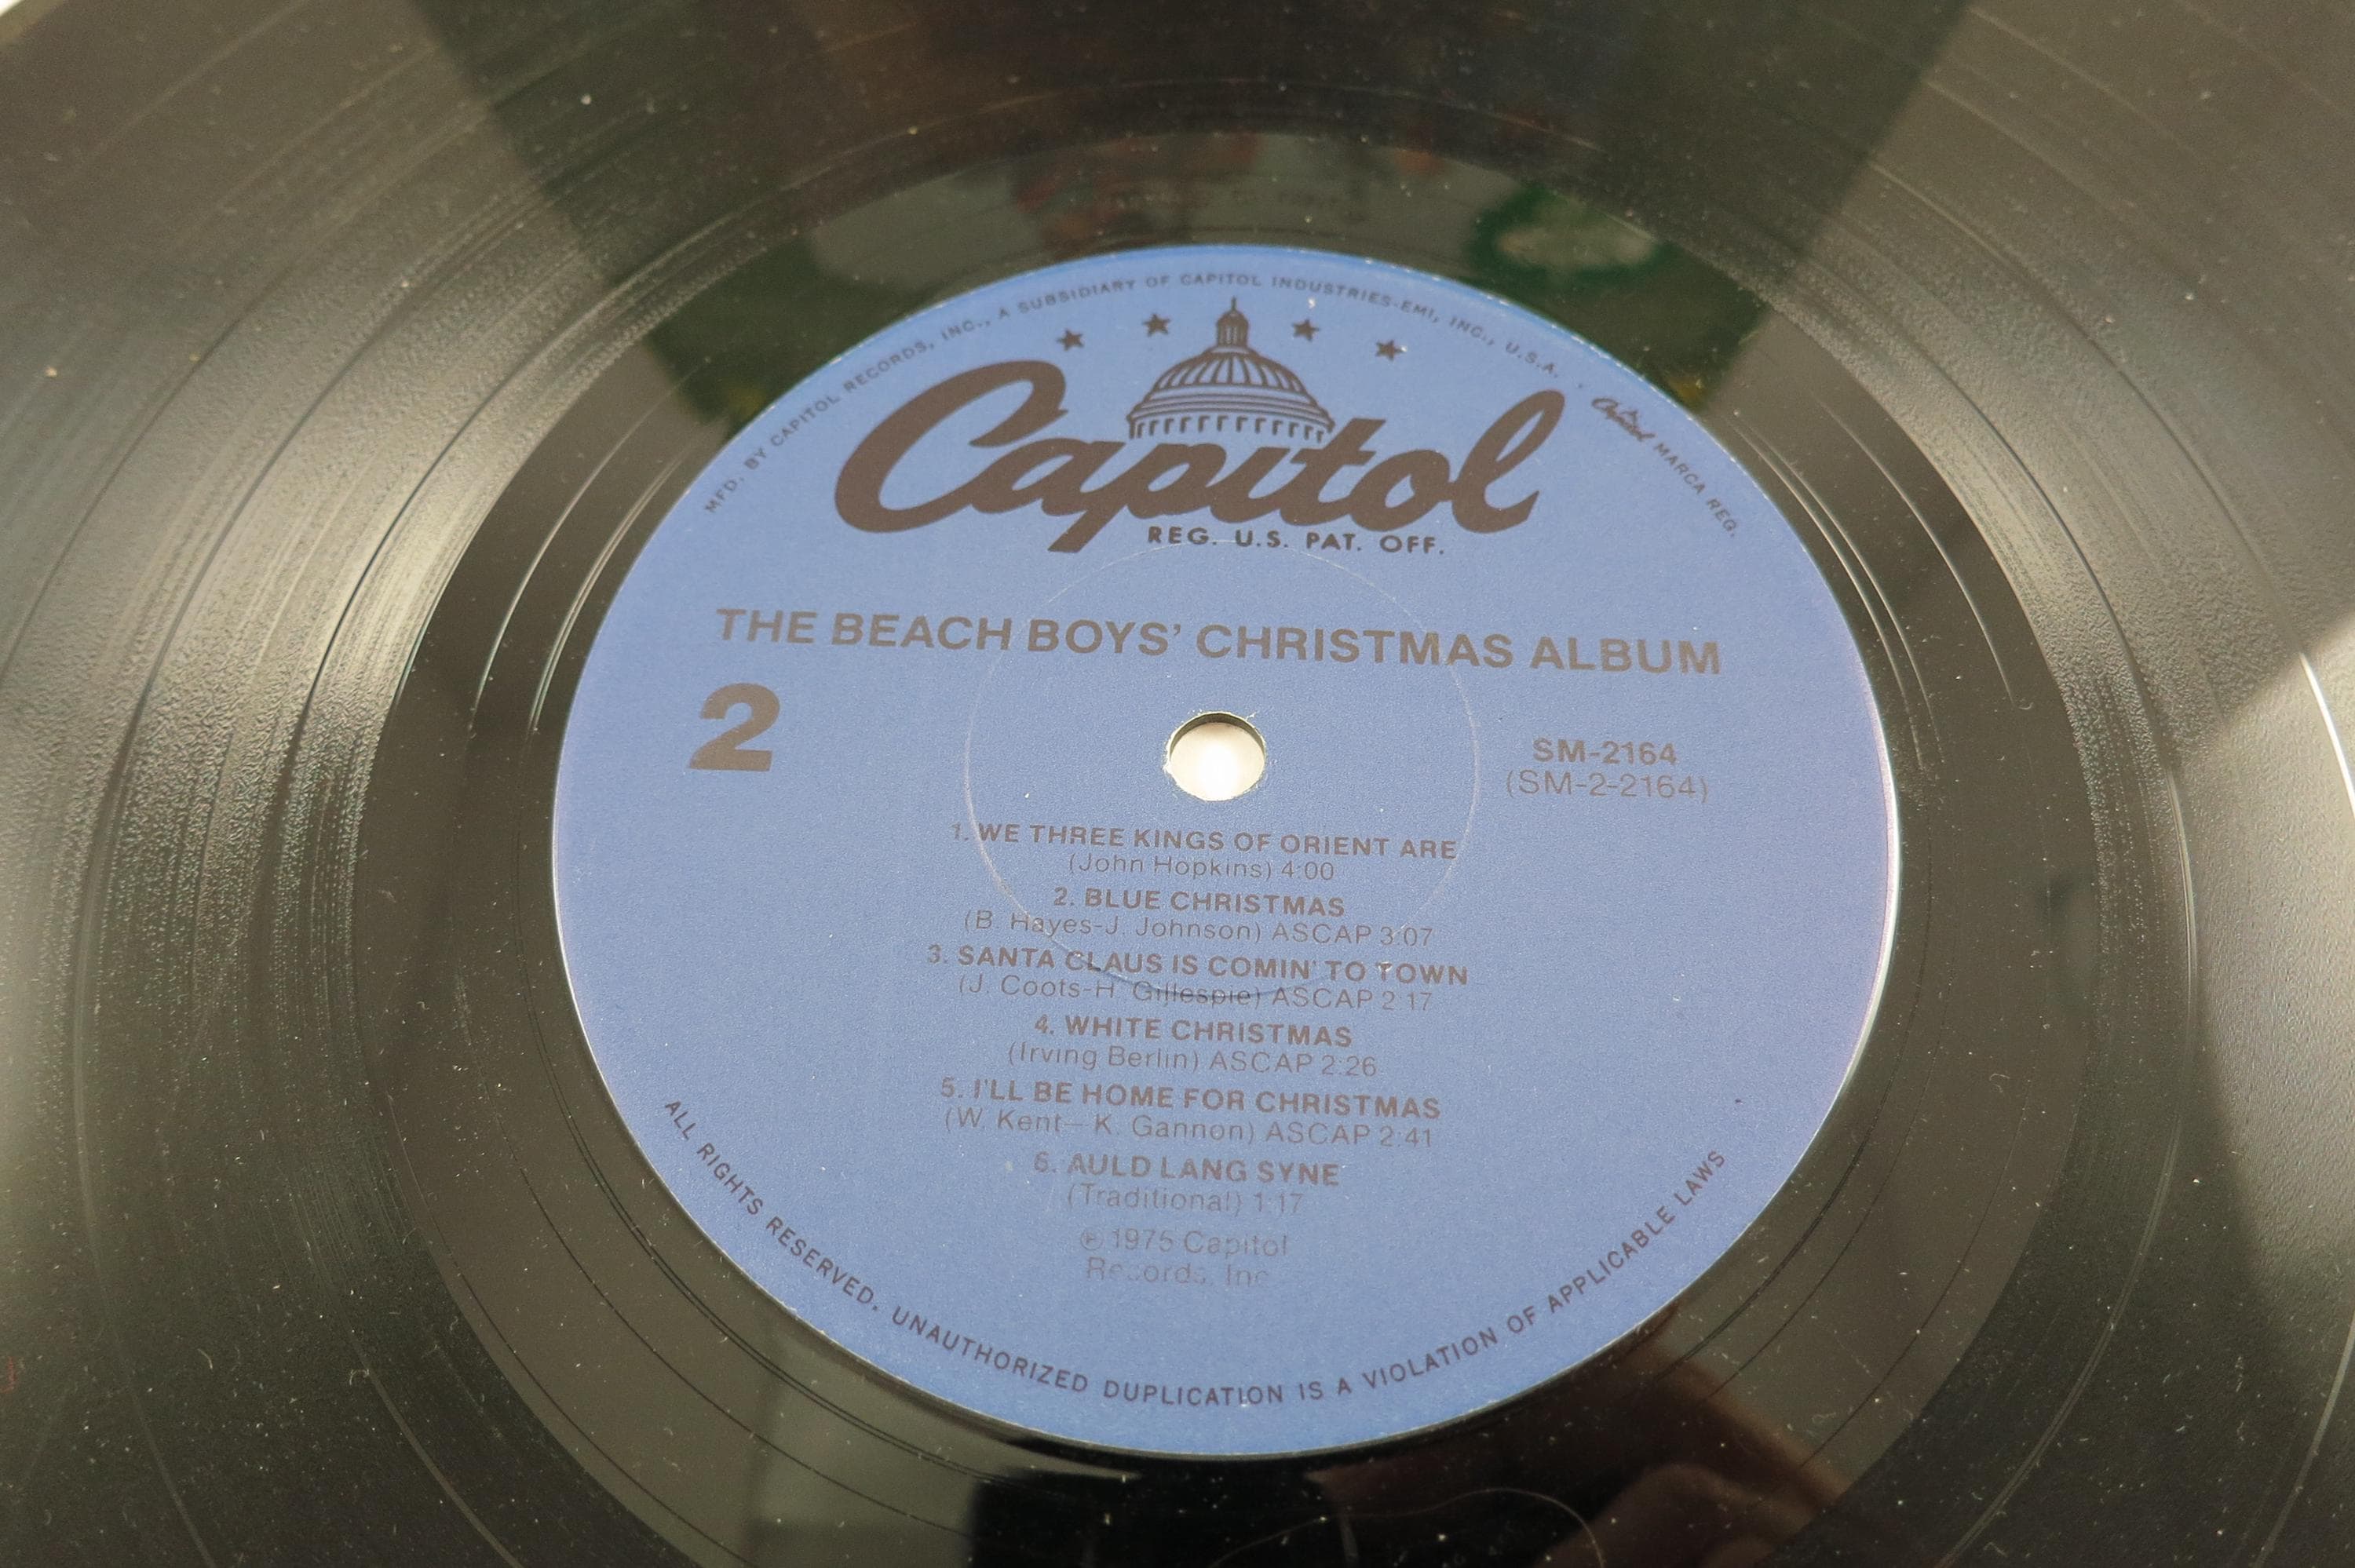 MFD. BY CAPITOL RECORDS, INC., A SUBSIDIARY OF CAPITOL INDUSTRIES-EMI, INC., U.S.A. · Capitol MARCA REG.
Capitol
REG. U.S. PAT. OFF.
THE BEACH BOYS' CHRISTMAS ALBUM
2
SM-2164
(SM-2-2164)
1. WE THREE KINGS OF ORIENT ARE
(John Hopkins) 4:00
2. BLUE CHRISTMAS
(B. Hayes-J. Johnson) ASCAP 3:07
3. SANTA CLAUS IS COMIN' TO TOWN
(J. Coots-H. Gillespie) ASCAP 2:17
4. WHITE CHRISTMAS
(Irving Berlin) ASCAP 2:26
5. I'LL BE HOME FOR CHRISTMAS
(W. Kent– K. Gannon) ASCAP 2:41
6. AULD LANG SYNE
(Traditional) 1:17
℗ 1975 Capitol
Records, Inc.
ALL RIGHTS RESERVED. UNAUTHORIZED DUPLICATION IS A VIOLATION OF APPLICABLE LAWS